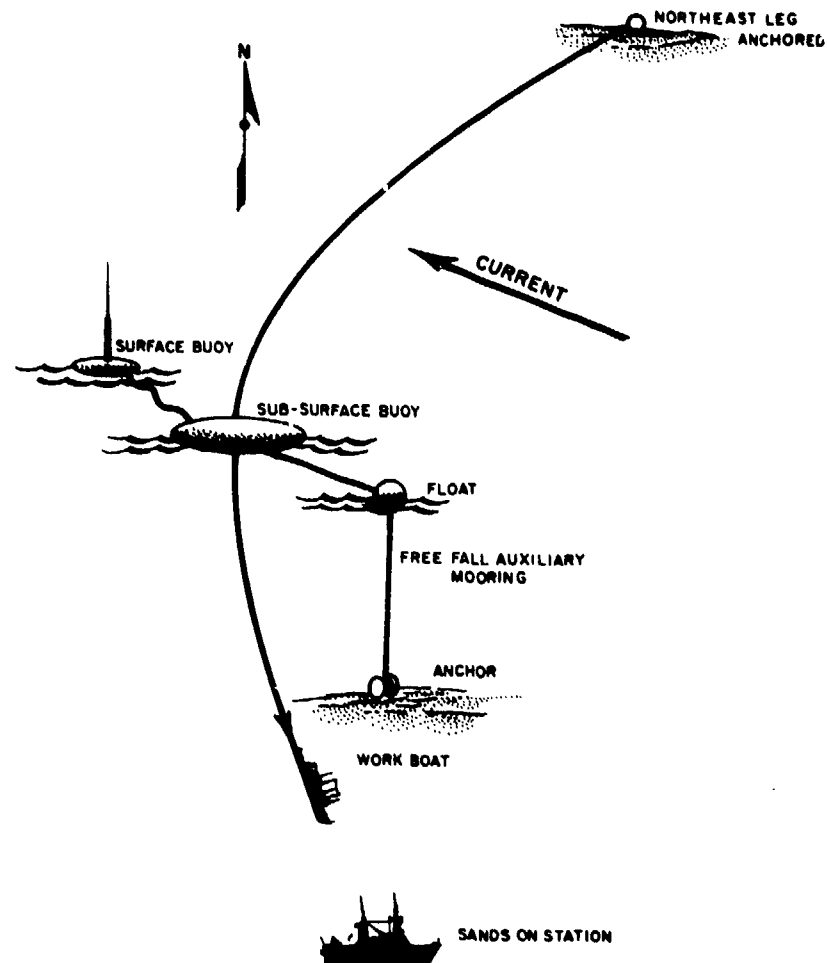 NORTHEAST LEG
ANCHORED
N
CURRENT
SURFACE BUOY
SUB-SURFACE BUOY
FLOAT
FREE FALL AUXILIARY
MOORING
ANCHOR
WORK BOAT
SANDS ON STATION